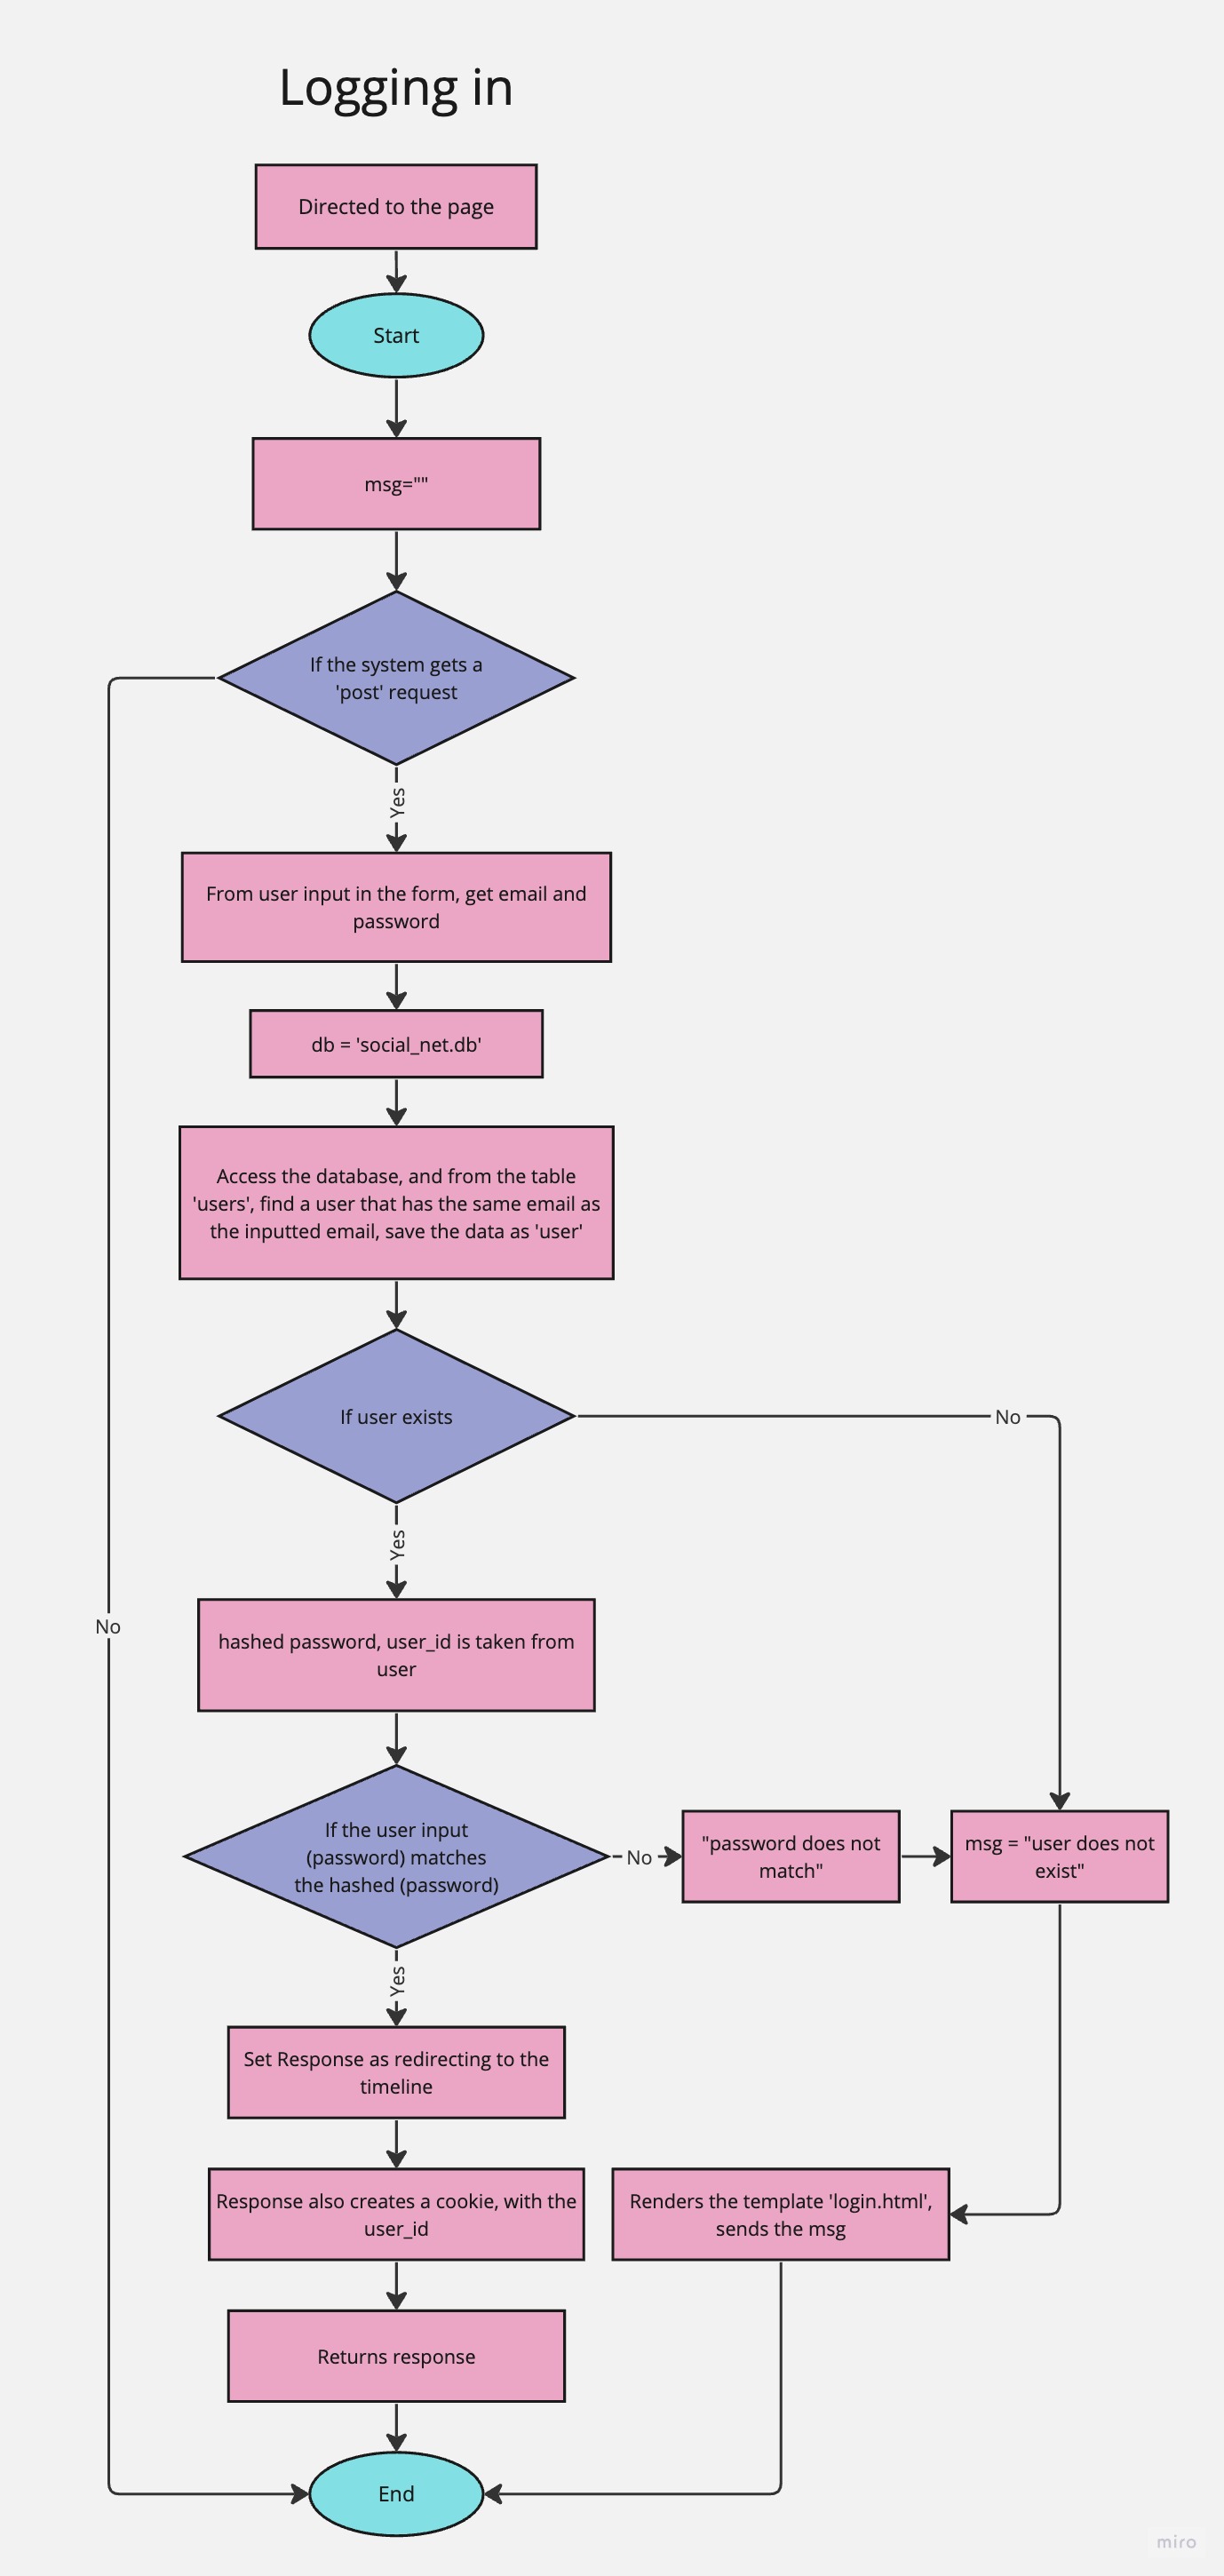 Logging in
Directed to the page
Start
msg=""
If the system gets a
'post' request
Yes
From user input in the form, get email and
password
db = 'social_net.db'
Access the database, and from the table
'users', find a user that has the same email as
the inputted email, save the data as 'user'
If user exists
No
Yes
No
hashed password, user_id is taken from
user
If the user input
(password) matches
the hashed (password)
No
"password does not
match"
msg = "user does not
exist"
Yes
Set Response as redirecting to the
timeline
Response also creates a cookie, with the
user_id
Renders the template 'login.html',
sends the msg
Returns response
End
miro